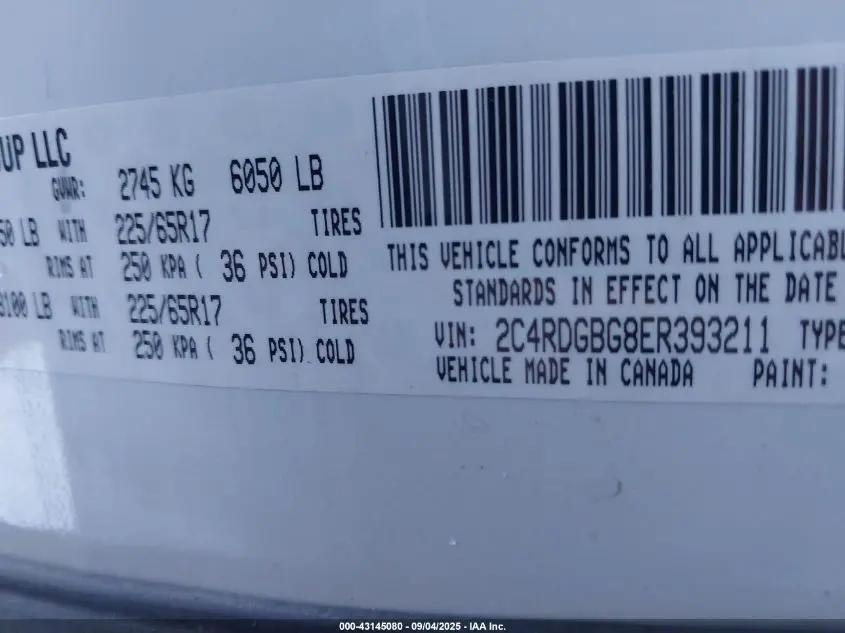 UP LLC
GVWR: 2745 KG 6050 LB
50 LB WITH 225/65R17 TIRES
RIMS AT 250 KPA ( 36 PSI) COLD
3100 LB WITH 225/65R17 TIRES
RIMS AT 250 KPA ( 36 PSI) COLD
THIS VEHICLE CONFORMS TO ALL APPLICABL
STANDARDS IN EFFECT ON THE DATE
VIN: 2C4RDGBG8ER393211 TYPE
VEHICLE MADE IN CANADA PAINT:
000-43145080 - 09/04/2025 - IAA Inc.